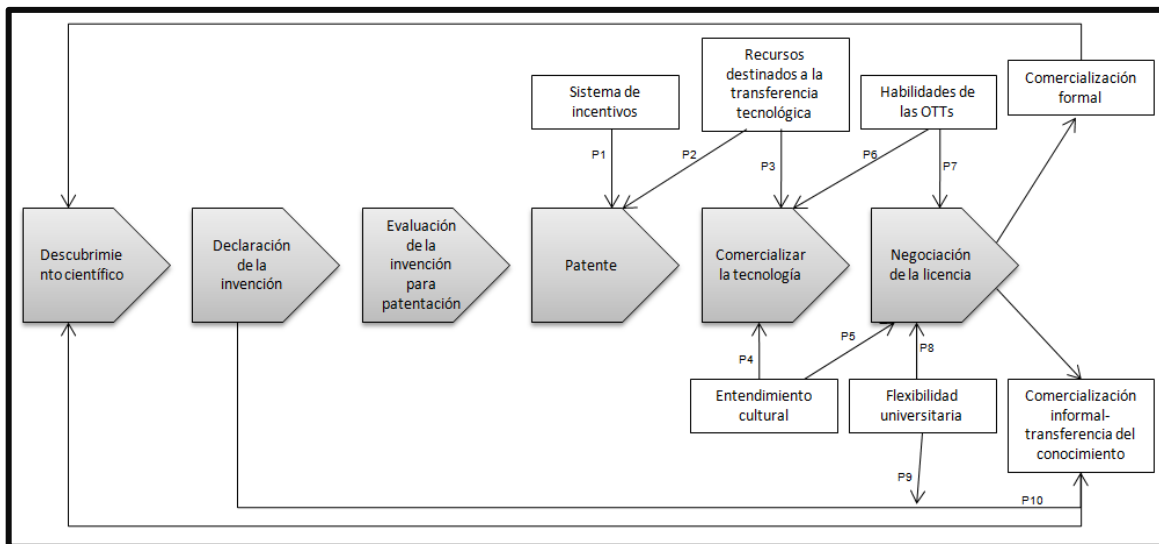 Sistema de
incentivos
Recursos
destinados a la
transferencia
tecnológica
Habilidades de
las OTTs
Comercialización
formal
P1
P2
P3
P6
P7
Descubrimie
nto científico
Declaración
de la
invención
Evaluación
de la
invención
para
patentación
Patente
Comercializar
la tecnología
Negociación
de la licencia
P4
P5
P8
Entendimiento
cultural
Flexibilidad
universitaria
Comercialización
informal-
transferencia del
conocimiento
P9
P10